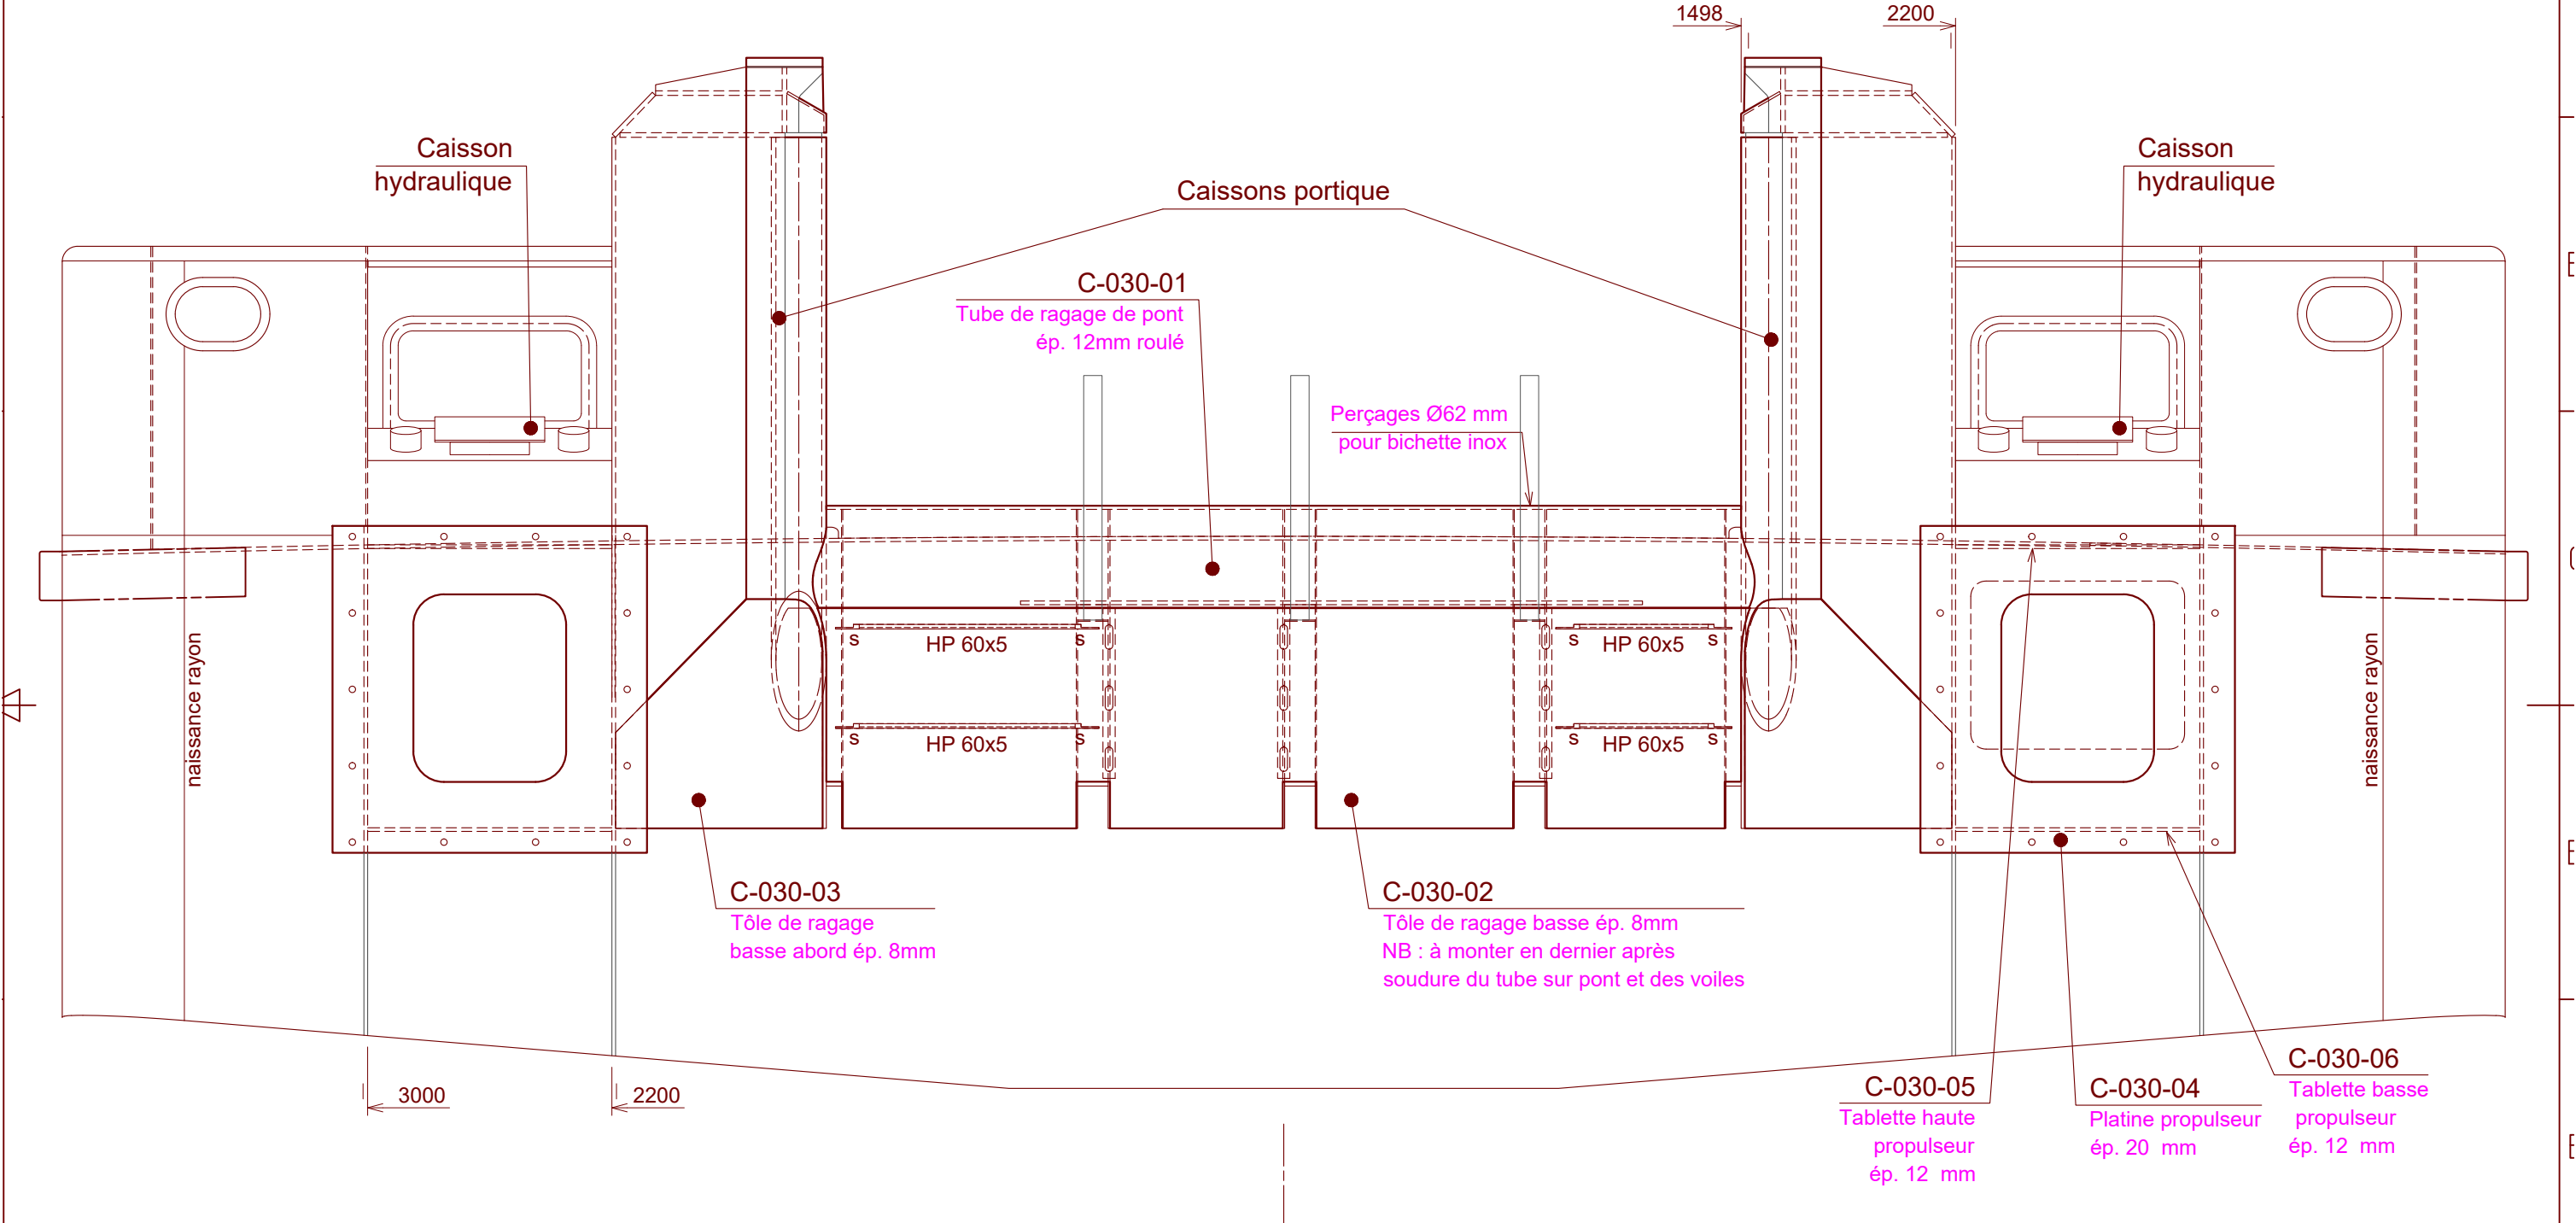 1498
2200
Caisson
hydraulique
Caissons portique
Caisson
hydraulique
C-030-01
Tube de ragage de pont
ép. 12mm roulé
Perçages Ø62 mm
pour bichette inox
naissance rayon
s
HP 60x5
s
s
HP 60x5
s
s
HP 60x5
s
s
HP 60x5
s
naissance rayon
C-030-03
Tôle de ragage
basse abord ép. 8mm
C-030-02
Tôle de ragage basse ép. 8mm
NB : à monter en dernier après
soudure du tube sur pont et des voiles
3000
2200
C-030-05
Tablette haute
propulseur
ép. 12 mm
C-030-04
Platine propulseur
ép. 20 mm
C-030-06
Tablette basse
propulseur
ép. 12 mm